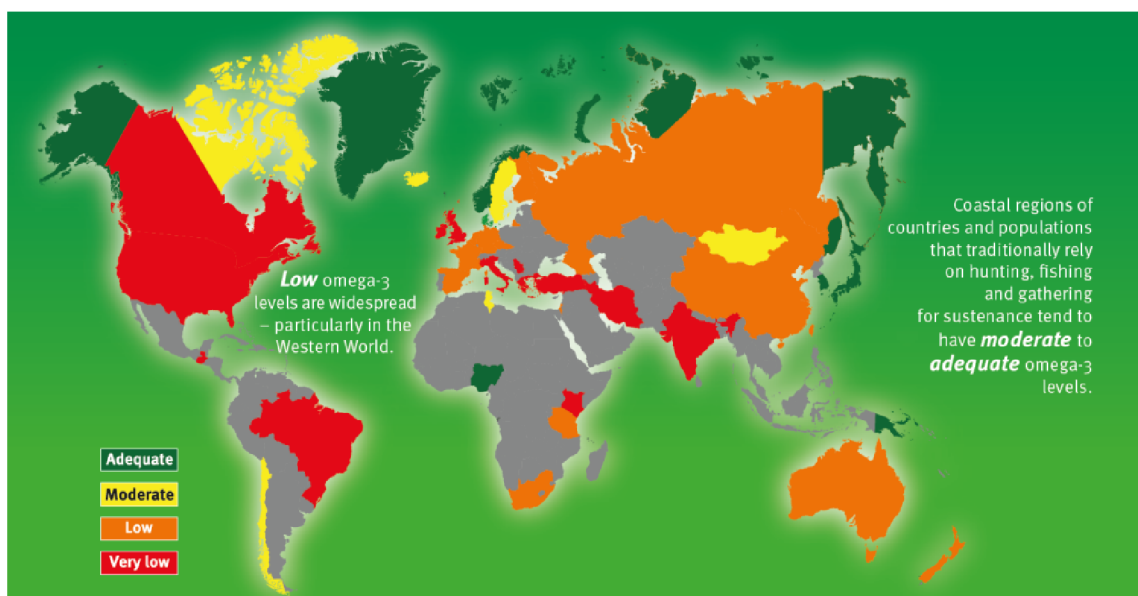 Low omega-3
levels are widespread
– particularly in the
Western World.
Coastal regions of
countries and populations
that traditionally rely
on hunting, fishing
and gathering
for sustenance tend to
have moderate to
adequate omega-3
levels.
Adequate
Moderate
Low
Very low